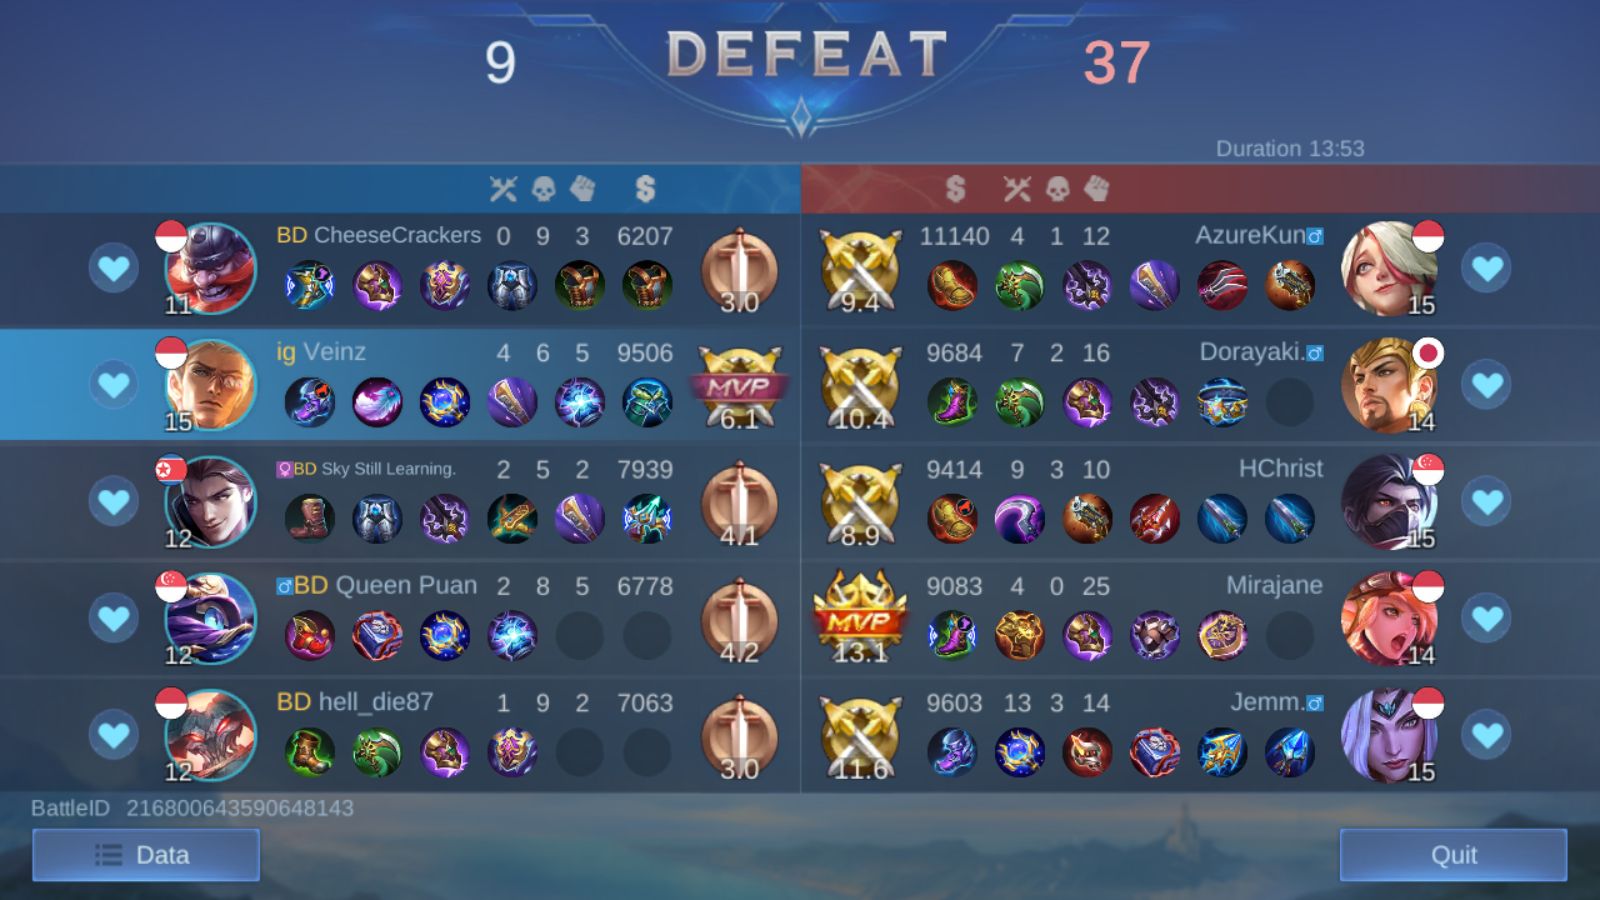 9 DEFEAT 37
Duration 13:53
BD CheeseCrackers 0 9 3 6207
11 3.0
9.4 11140 4 1 12 AzureKun
15
ig Veinz 4 6 5 9506
15 MVP 6.1
10.4 9684 7 2 16 Dorayaki.
14
BD Sky Still Learning. 2 5 2 7939
12 4.1
8.9 9414 9 3 10 HChrist
15
BD Queen Puan 2 8 5 6778
12 4.2
MVP 13.1 9083 4 0 25 Mirajane
14
BD hell_die87 1 9 2 7063
12 3.0
11.6 9603 13 3 14 Jemm.
15
BattleID 216800643590648143
Data
Quit